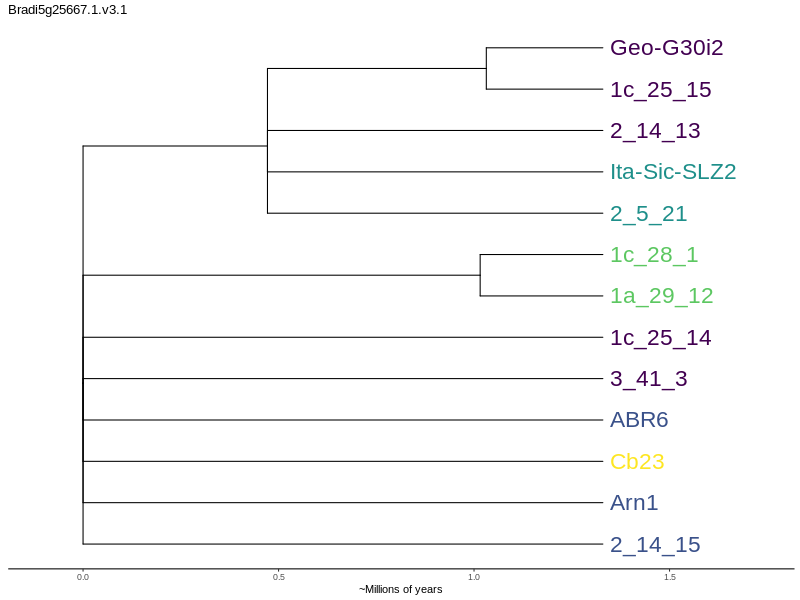 Bradi5g25667.1.v3.1
Geo-G30i2
1c_25_15
2_14_13
Ita-Sic-SLZ2
2_5_21
1c_28_1
1a_29_12
1c_25_14
3_41_3
ABR6
Cb23
Arn1
2_14_15
0.0 0.5 1.0 1.5
~Millions of years